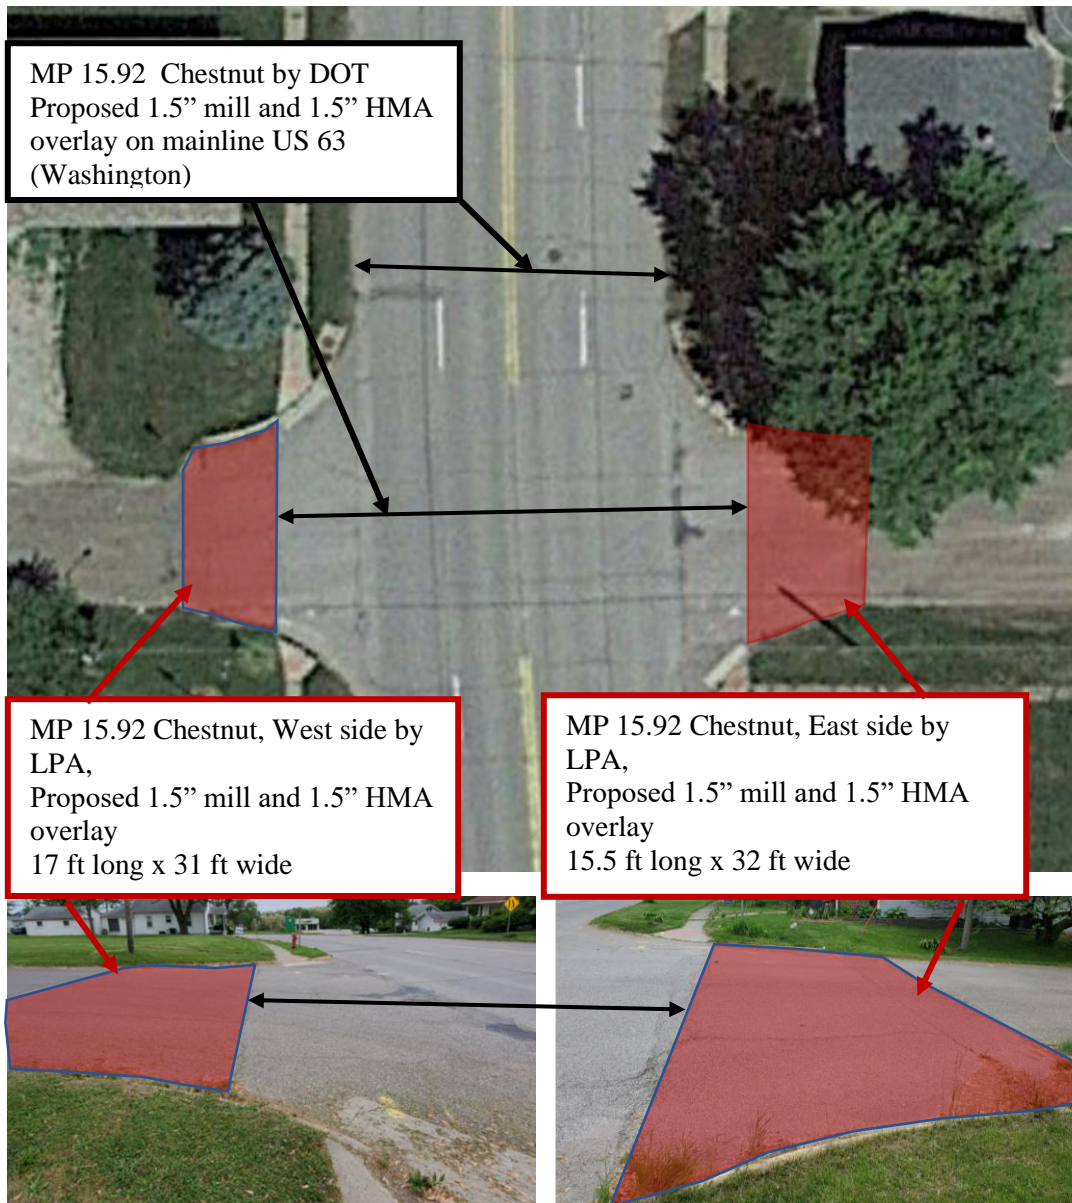 MP 15.92  Chestnut by DOT
Proposed 1.5” mill and 1.5” HMA
overlay on mainline US 63
(Washington)
MP 15.92 Chestnut, West side by
LPA,
Proposed 1.5” mill and 1.5” HMA
overlay
17 ft long x 31 ft wide
MP 15.92 Chestnut, East side by
LPA,
Proposed 1.5” mill and 1.5” HMA
overlay
15.5 ft long x 32 ft wide